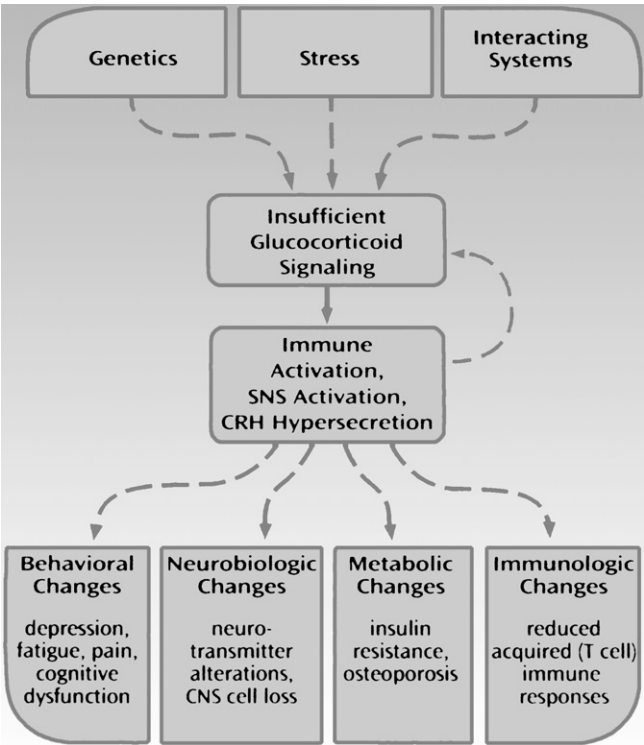 Genetics
Stress
Interacting
Systems
Insufficient
Glucocorticoid
Signaling
Immune
Activation,
SNS Activation,
CRH Hypersecretion
Behavioral
Changes
depression,
fatigue, pain,
cognitive
dysfunction
Neurobiologic
Changes
neuro-
transmitter
alterations,
CNS cell loss
Metabolic
Changes
insulin
resistance,
osteoporosis
Immunologic
Changes
reduced
acquired (T cell)
immune
responses